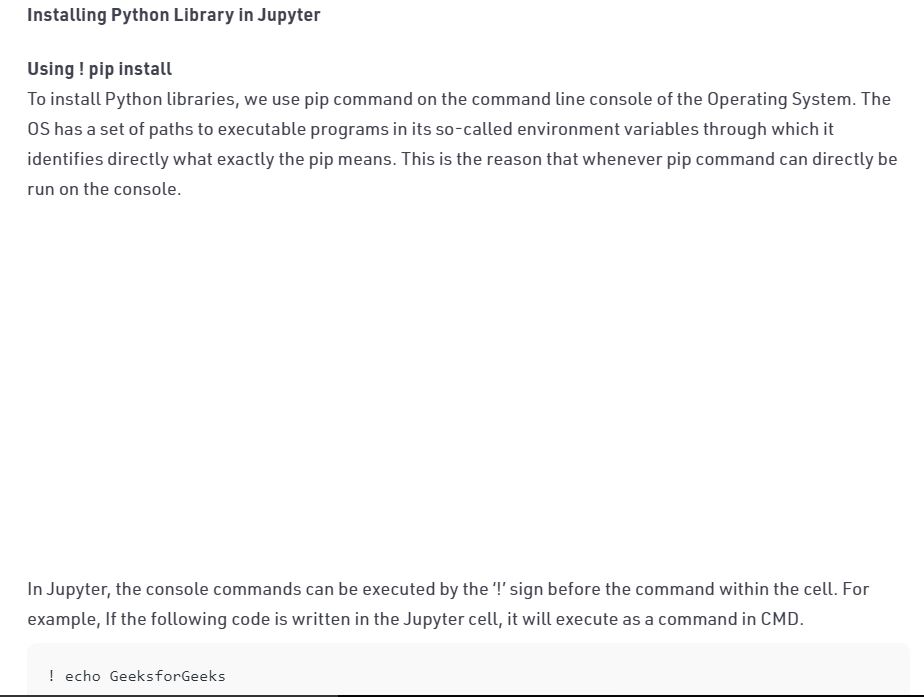 Installing Python Library in Jupyter
Using ! pip install
To install Python libraries, we use pip command on the command line console of the Operating System. The
OS has a set of paths to executable programs in its so-called environment variables through which it
identifies directly what exactly the pip means. This is the reason that whenever pip command can directly be
run on the console.
In Jupyter, the console commands can be executed by the ‘!’ sign before the command within the cell. For
example, If the following code is written in the Jupyter cell, it will execute as a command in CMD.
! echo GeeksforGeeks